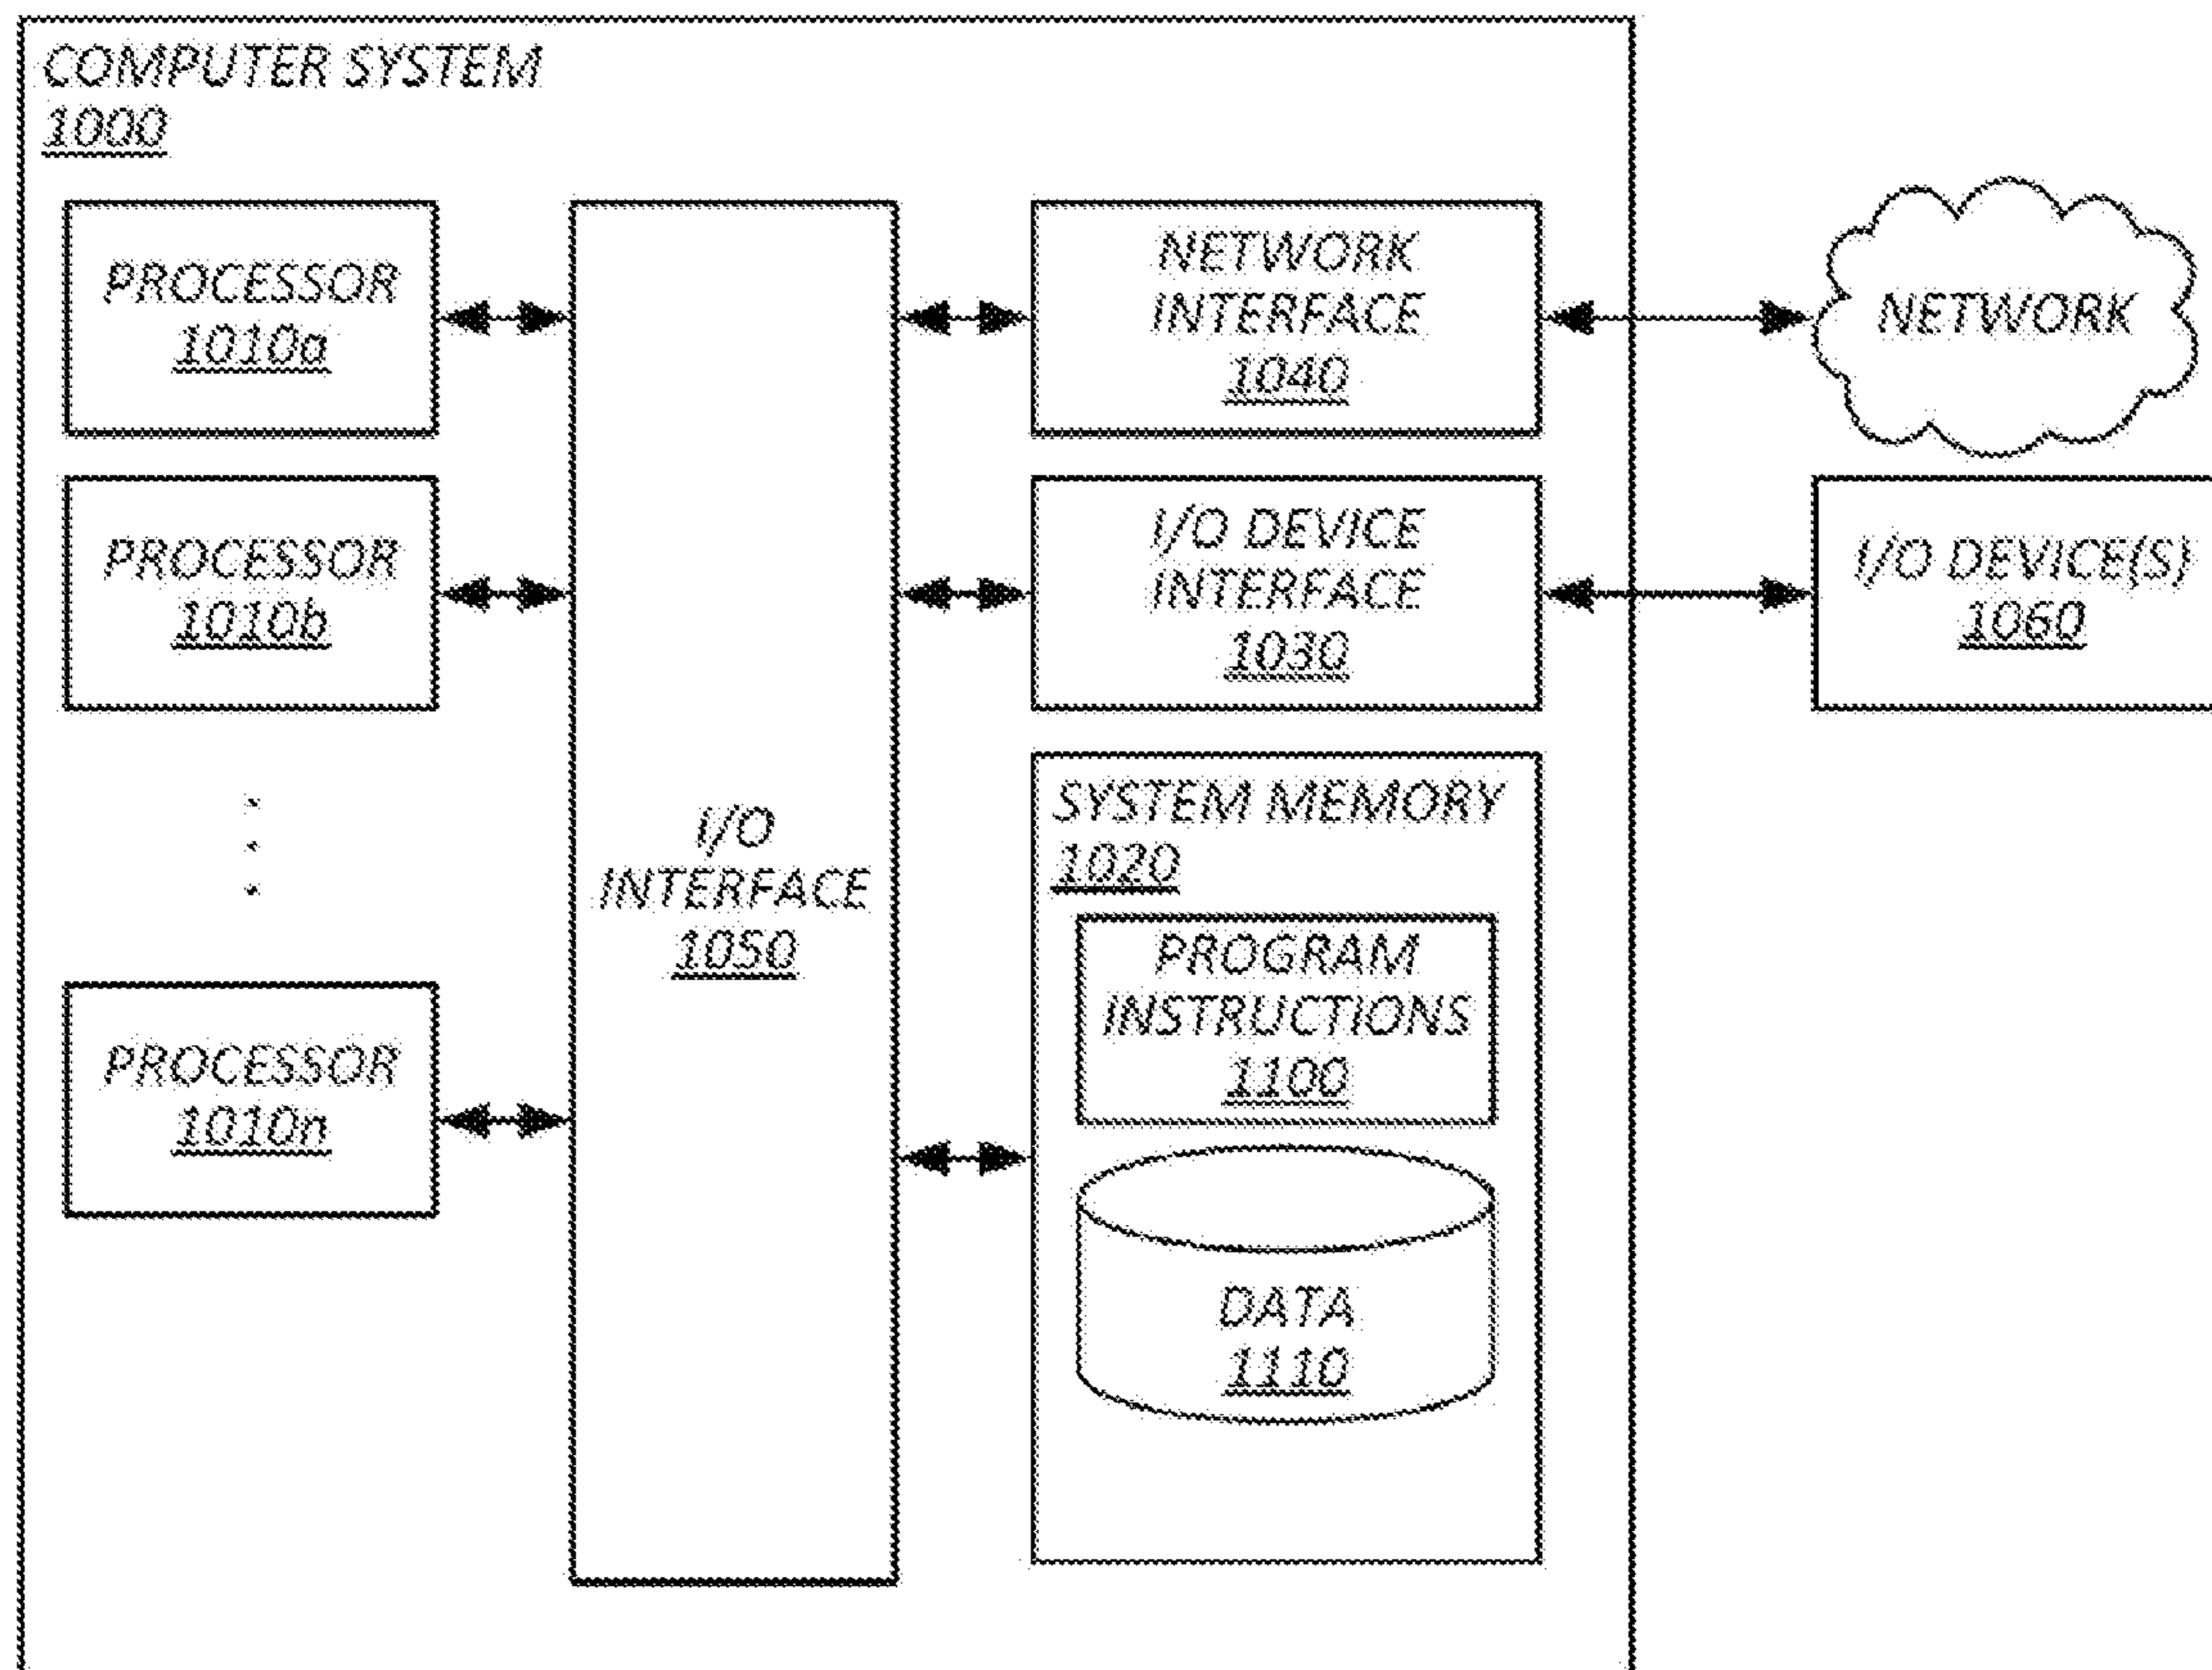 COMPUTER SYSTEM
1000
PROCESSOR
1010a
PROCESSOR
1010b
PROCESSOR
1010n
I/O
INTERFACE
1050
NETWORK
INTERFACE
1040
I/O DEVICE
INTERFACE
1030
SYSTEM MEMORY
1020
PROGRAM
INSTRUCTIONS
1100
DATA
1110
NETWORK
I/O DEVICE(S)
1060